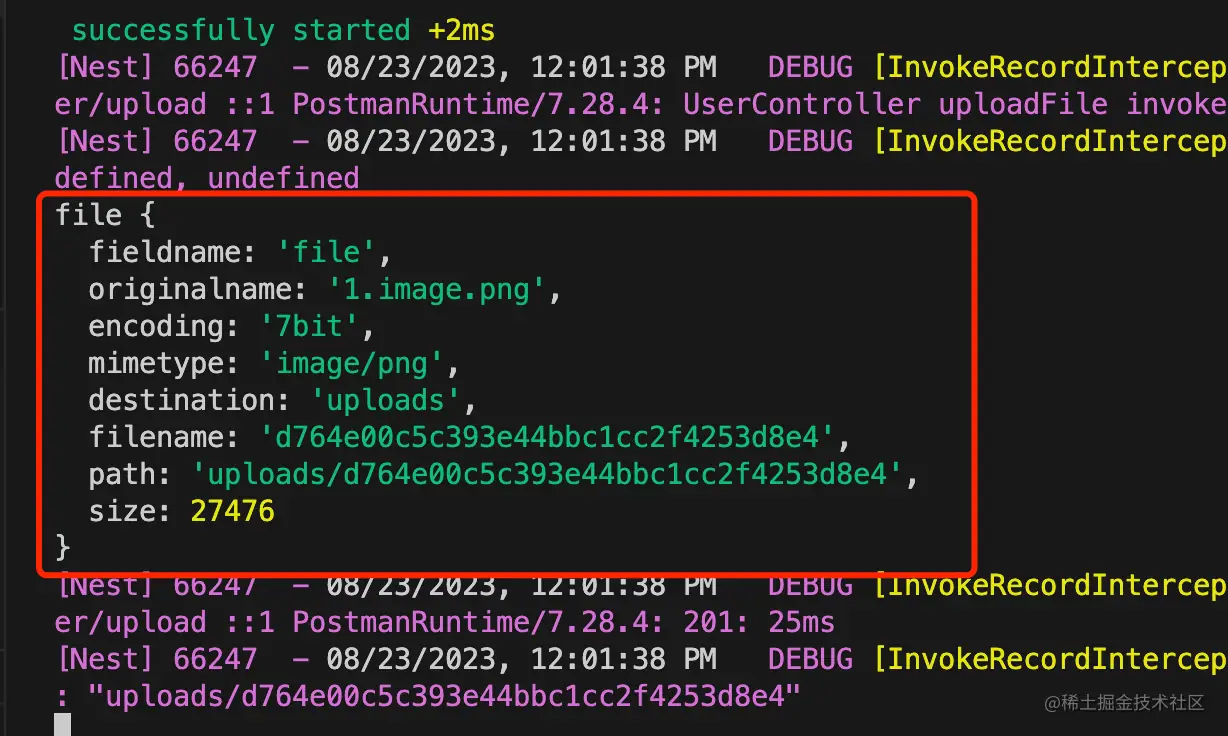 successfully started +2ms
[Nest] 66247  - 08/23/2023, 12:01:38 PM   DEBUG [InvokeRecordIntercep
er/upload ::1 PostmanRuntime/7.28.4: UserController uploadFile invoke
[Nest] 66247  - 08/23/2023, 12:01:38 PM   DEBUG [InvokeRecordIntercep
defined, undefined
file {
  fieldname: 'file',
  originalname: '1.image.png',
  encoding: '7bit',
  mimetype: 'image/png',
  destination: 'uploads',
  filename: 'd764e00c5c393e44bbc1cc2f4253d8e4',
  path: 'uploads/d764e00c5c393e44bbc1cc2f4253d8e4',
  size: 27476
}
[Nest] 66247  - 08/23/2023, 12:01:38 PM   DEBUG [InvokeRecordIntercep
er/upload ::1 PostmanRuntime/7.28.4: 201: 25ms
[Nest] 66247  - 08/23/2023, 12:01:38 PM   DEBUG [InvokeRecordIntercep
: "uploads/d764e00c5c393e44bbc1cc2f4253d8e4"
@稀土掘金技术社区